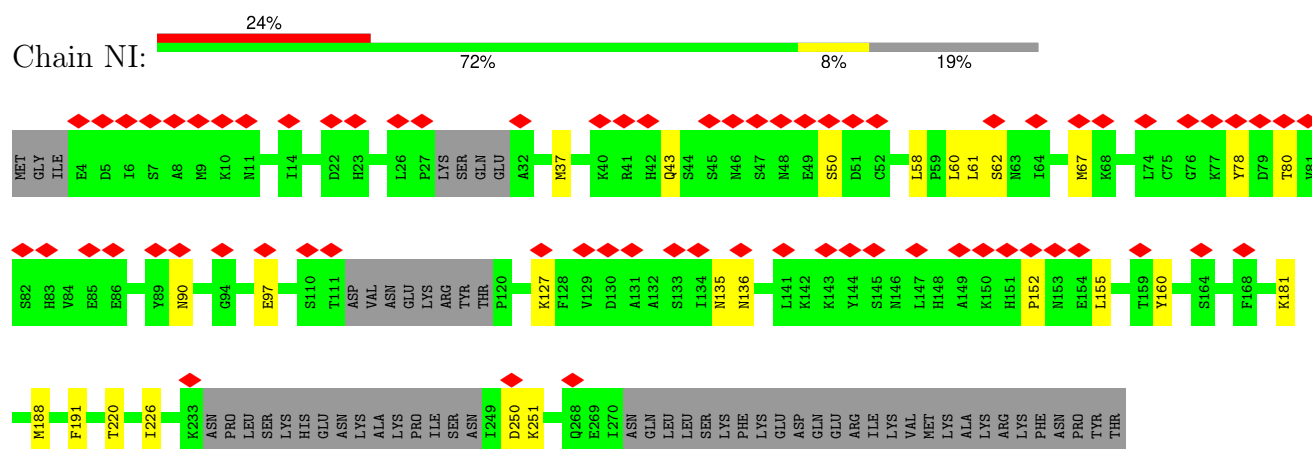 24%
Chain NI:
72% 8% 19%
MET GLY ILE E4 D5 I6 S7 A8 M9 K10 N11 I14 D22 H23 L26 P27 LYS SER GLN GLU A32 M37 K40 R41 H42 Q43 S44 S45 N46 S47 N48 E49 S50 D51 C52 L58 P59 L60 L61 S62 N63 I64 M67 K68 L74 C75 G76 K77 Y78 D79 T80 V81
S82 H83 V84 E85 E86 Y89 N90 G94 E97 S110 T111 ASP VAL ASN GLU LYS ARG TYR THR P120 K127 F128 V129 D130 A131 A132 S133 I134 N135 N136 L141 K142 K143 Y144 S145 N146 L147 H148 A149 K150 H151 P152 N153 E154 L155 T159 Y160 S164 F168 K181
M188 F191 T220 I226 K233 ASN PRO LEU SER LYS HIS GLU ASN LYS ALA LYS PRO ILE SER ASN I249 D250 K251 Q268 E269 I270 ASN GLN LEU LEU SER LYS PHE LYS GLU ASP GLN GLU ARG ILE LYS VAL MET LYS ALA LYS ARG LYS PHE ASN PRO TYR THR